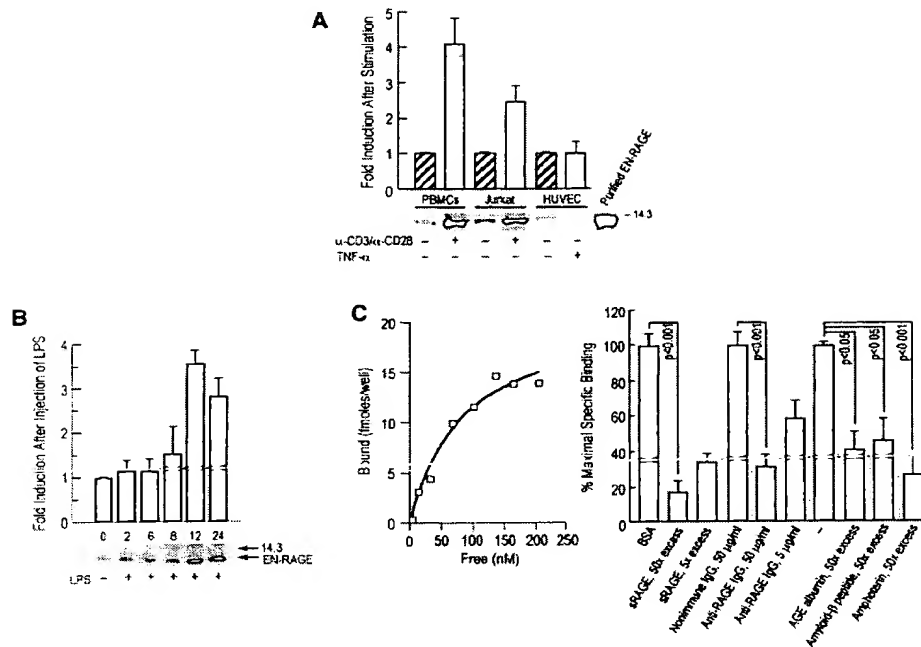 A
Fold Induction After Stimulation
5
4
3
2
1
0
PBMCs Jurkat HUVEC
Purified EN-RAGE
– 14.3
α-CD3/α-CD28 – + – + – –
TNF-α – – – – – +
B
Fold Induction After Injection of LPS
4
3
2
1
0
0 2 6 8 12 24
14.3
EN-RAGE
LPS – + + + + +
C
Bound (fmoles/well)
20
15
10
5
0
0 50 100 150 200 250
Free (nM)
% Maximal Specific Binding
120
100
80
60
40
20
0
p<0.001
p<0.001
p<0.05
p<0.05
p<0.001
BSA
sRAGE, 50x excess
sRAGE, 5x excess
Nonimmune IgG, 50 µg/ml
Anti-RAGE IgG, 50 µg/ml
Anti-RAGE IgG, 5 µg/ml
–
AGE albumin, 50x excess
Amyloid-β peptide, 50x excess
Amphoterin, 50x excess